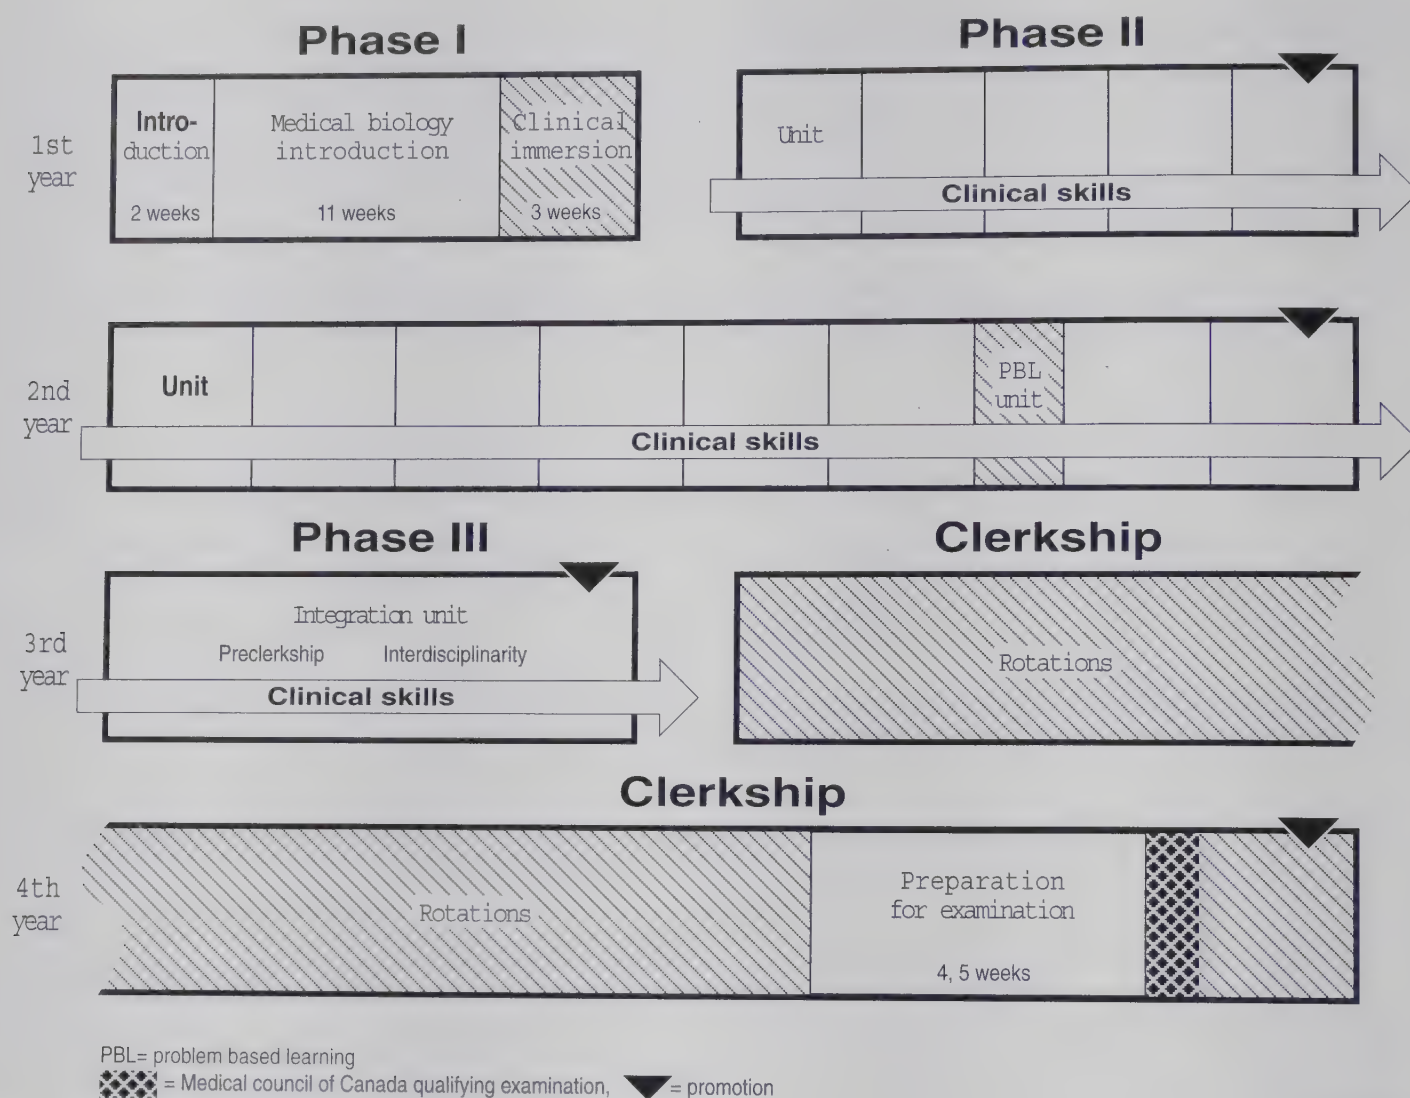 Phase I
Phase II
1st
year
Intro-
duction
2 weeks
Medical biology
introduction
11 weeks
Clinical
immersion
3 weeks
Unit
Clinical skills
2nd
year
Unit
PBL
unit
Clinical skills
Phase III
Clerkship
3rd
year
Integration unit
Preclerkship Interdisciplinarity
Clinical skills
Rotations
Clerkship
4th
year
Rotations
Preparation
for examination
4, 5 weeks
PBL= problem based learning
= Medical council of Canada qualifying examination, = promotion